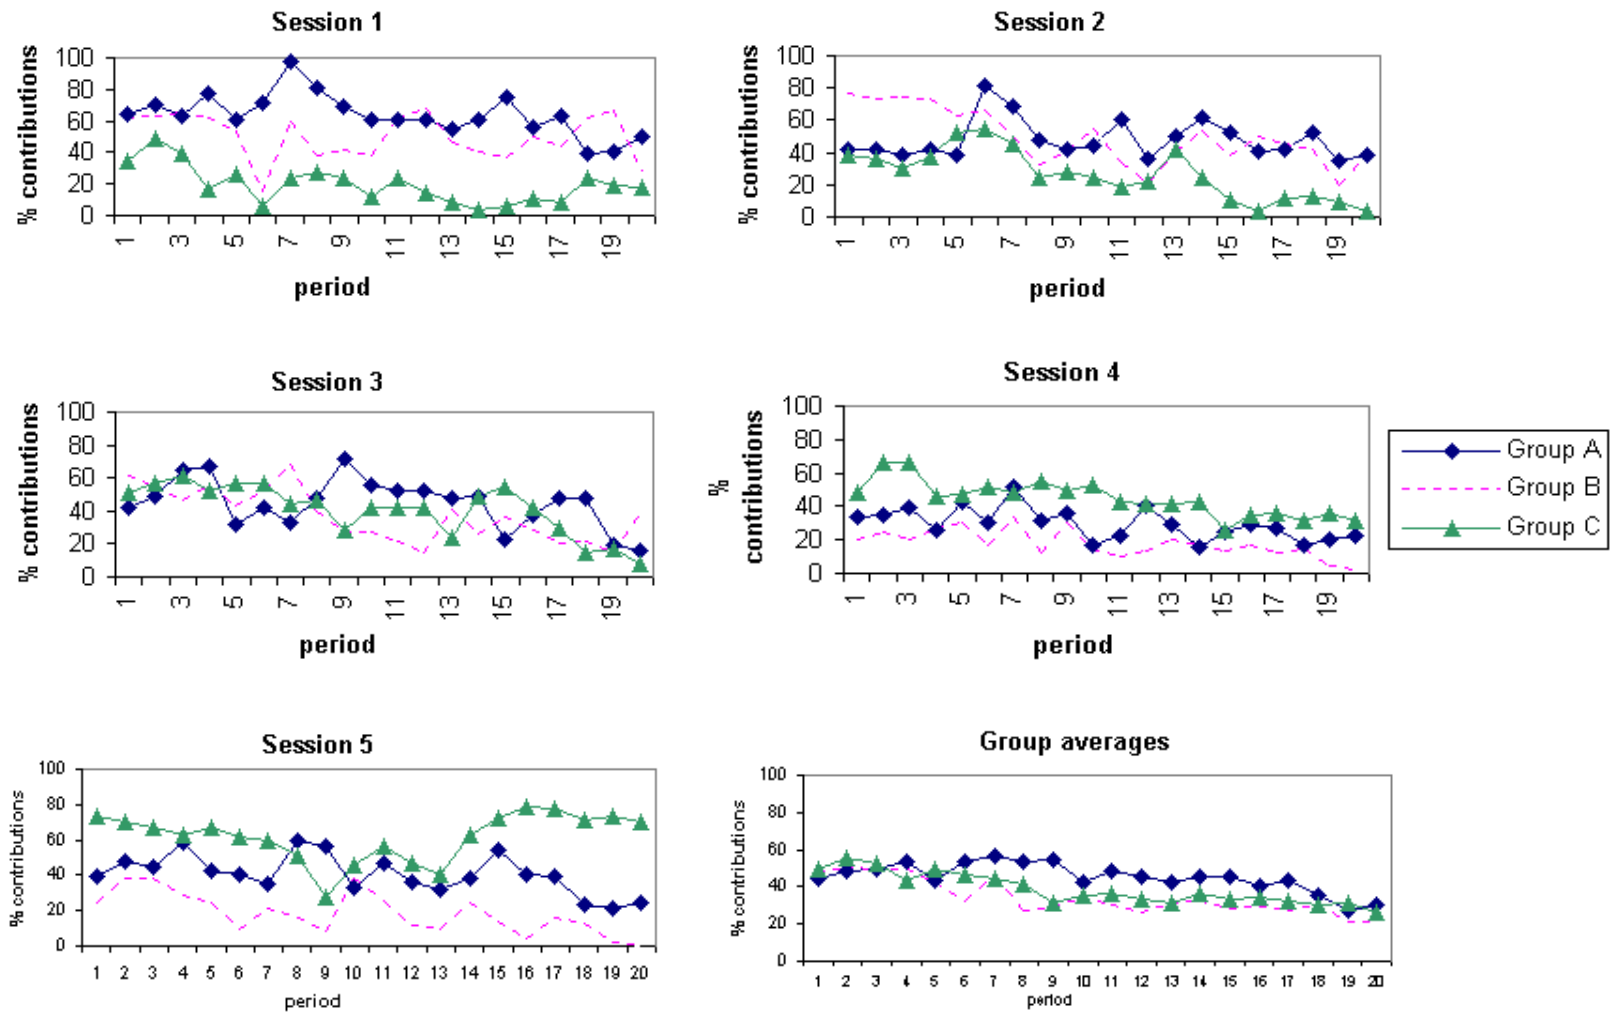 Session 1
% contributions
100
80
60
40
20
0
1 3 5 7 9 11 13 15 17 19
period
Session 2
% contributions
100
80
60
40
20
0
1 3 5 7 9 11 13 15 17 19
period
Session 3
% contributions
100
80
60
40
20
0
1 3 5 7 9 11 13 15 17 19
period
Session 4
%
contributions
100
80
60
40
20
0
1 3 5 7 9 11 13 15 17 19
period
Group A
Group B
Group C
Session 5
% contributions
100
80
60
40
20
0
1 2 3 4 5 6 7 8 9 10 11 12 13 14 15 16 17 18 19 20
period
Group averages
% contributions
100
80
60
40
20
0
1 2 3 4 5 6 7 8 9 10 11 12 13 14 15 16 17 18 19 20
period